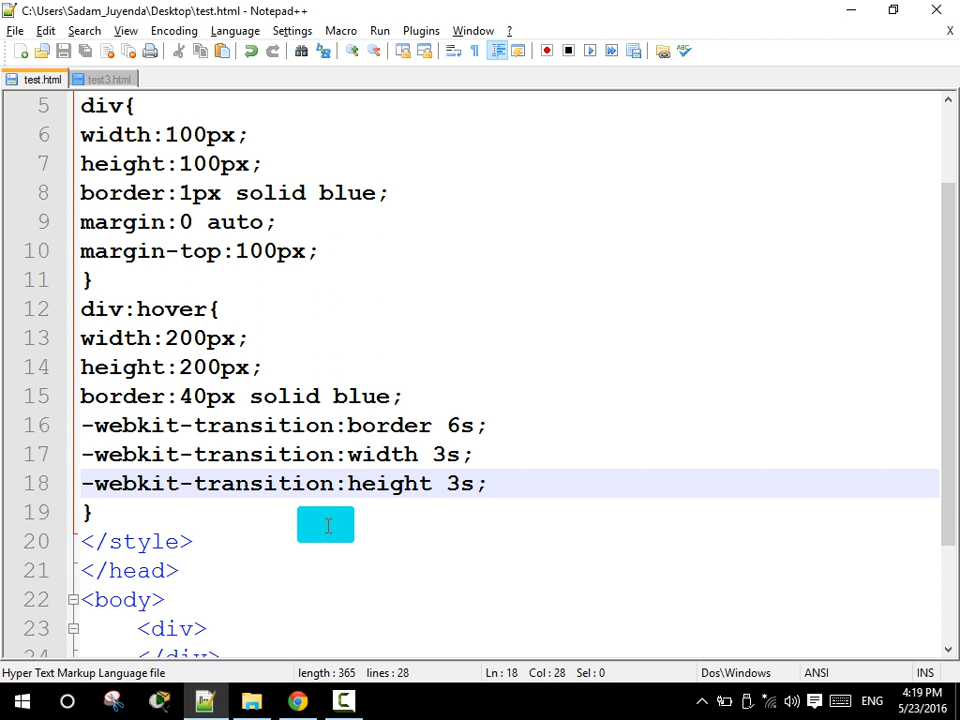 C:\Users\Sadam_Juyenda\Desktop\test.html - Notepad++
File Edit Search View Encoding Language Settings Macro Run Plugins Window ? X
test.html test3.html
5 div{
6 width:100px;
7 height:100px;
8 border:1px solid blue;
9 margin:0 auto;
10 margin-top:100px;
11 }
12 div:hover{
13 width:200px;
14 height:200px;
15 border:40px solid blue;
16 -webkit-transition:border 6s;
17 -webkit-transition:width 3s;
18 -webkit-transition:height 3s;
19 }
20 </style>
21 </head>
22 <body>
23 <div>
24 </div>
Hyper Text Markup Language file length : 365 lines : 28 Ln : 18 Col : 28 Sel : 0 Dos\Windows ANSI INS
ENG 4:19 PM
5/23/2016